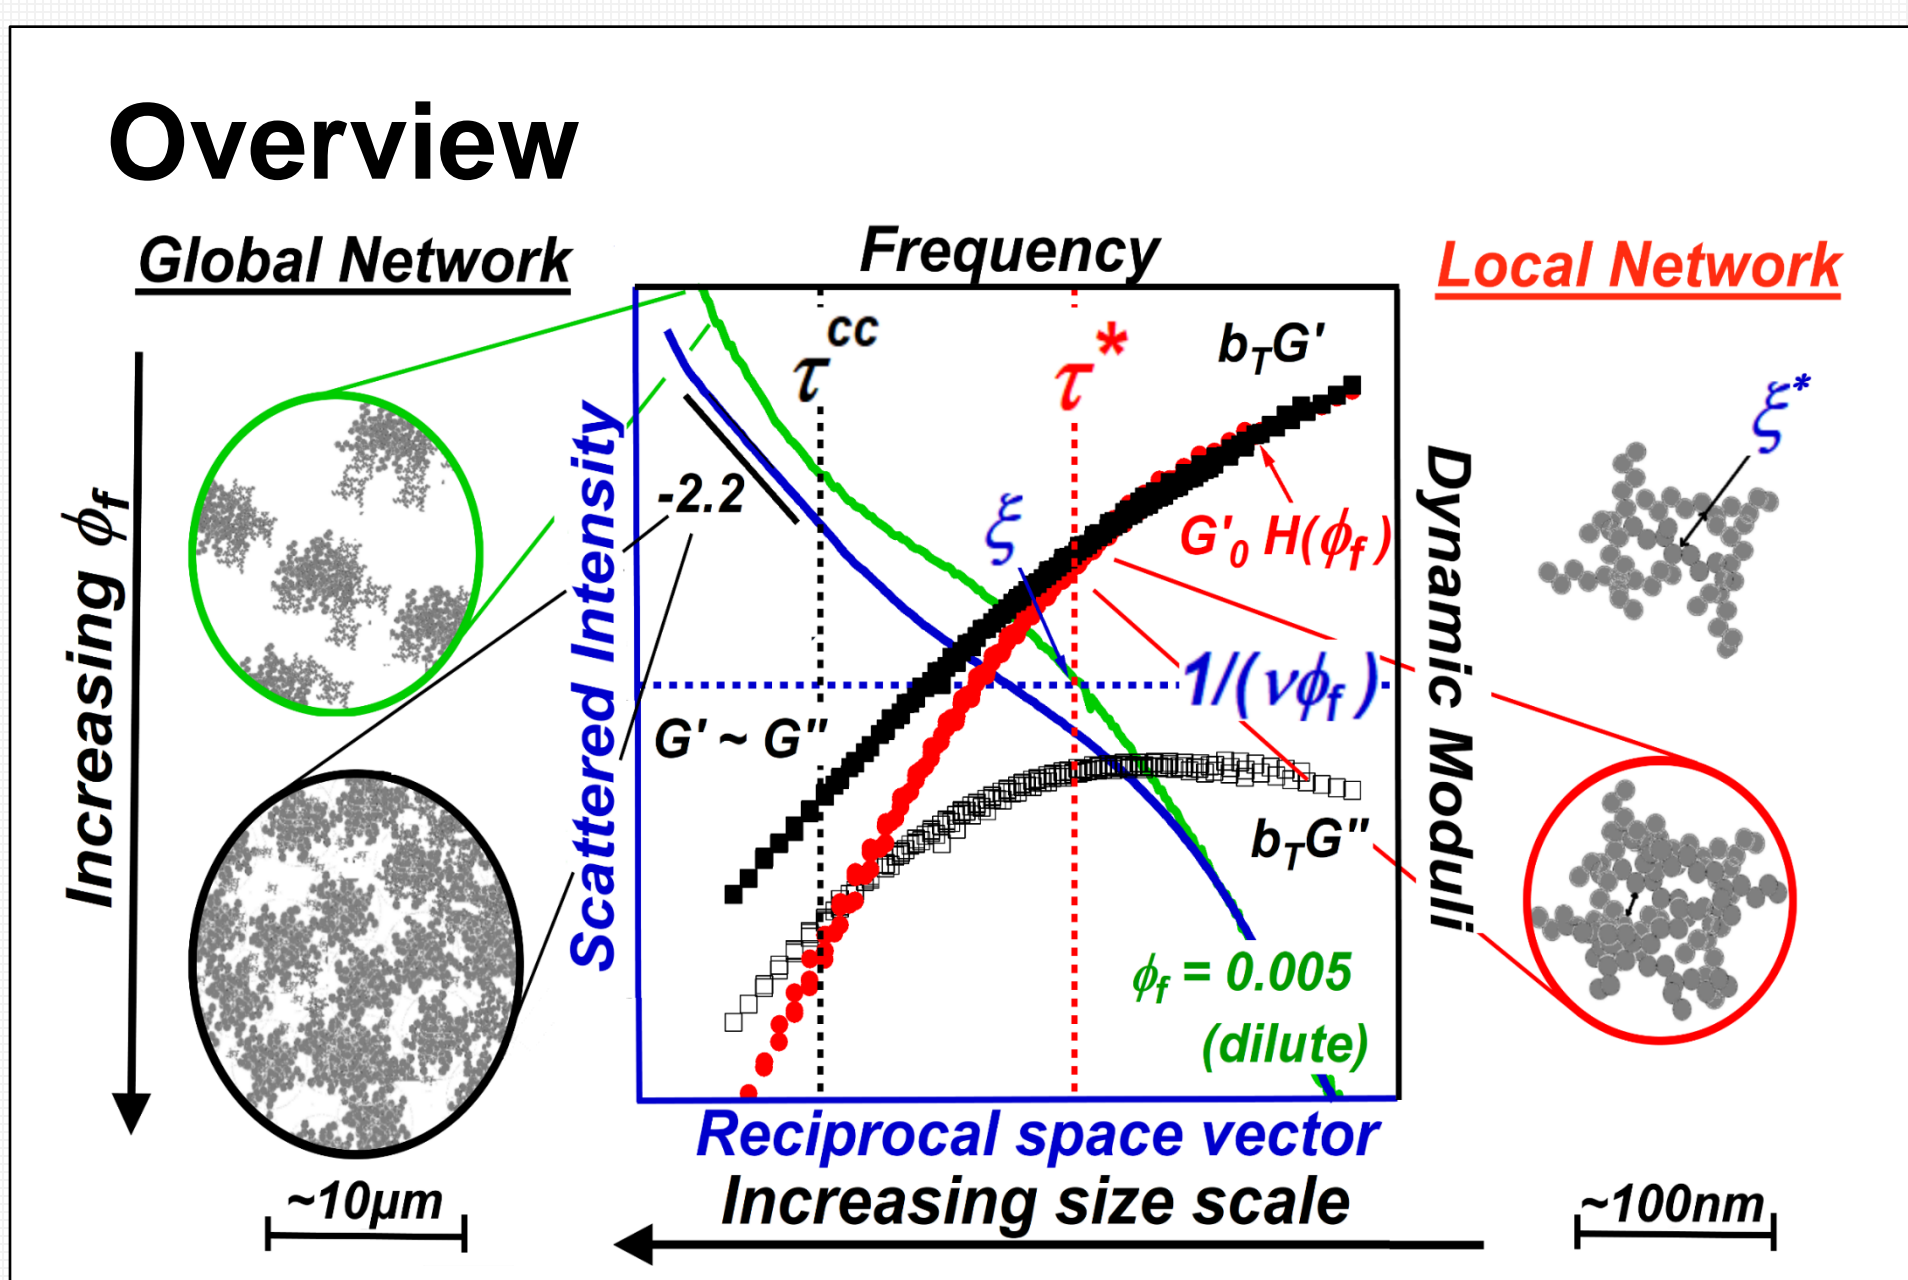 Overview
Global Network
Frequency
Local Network
Increasing ϕf
Scattered Intensity
τcc
τ*
bTG'
-2.2
ξ
G'0 H(ϕf)
ξ*
Dynamic Moduli
1/(νϕf)
G' ~ G"
bTG"
ϕf = 0.005
(dilute)
Reciprocal space vector
Increasing size scale
~10µm
~100nm